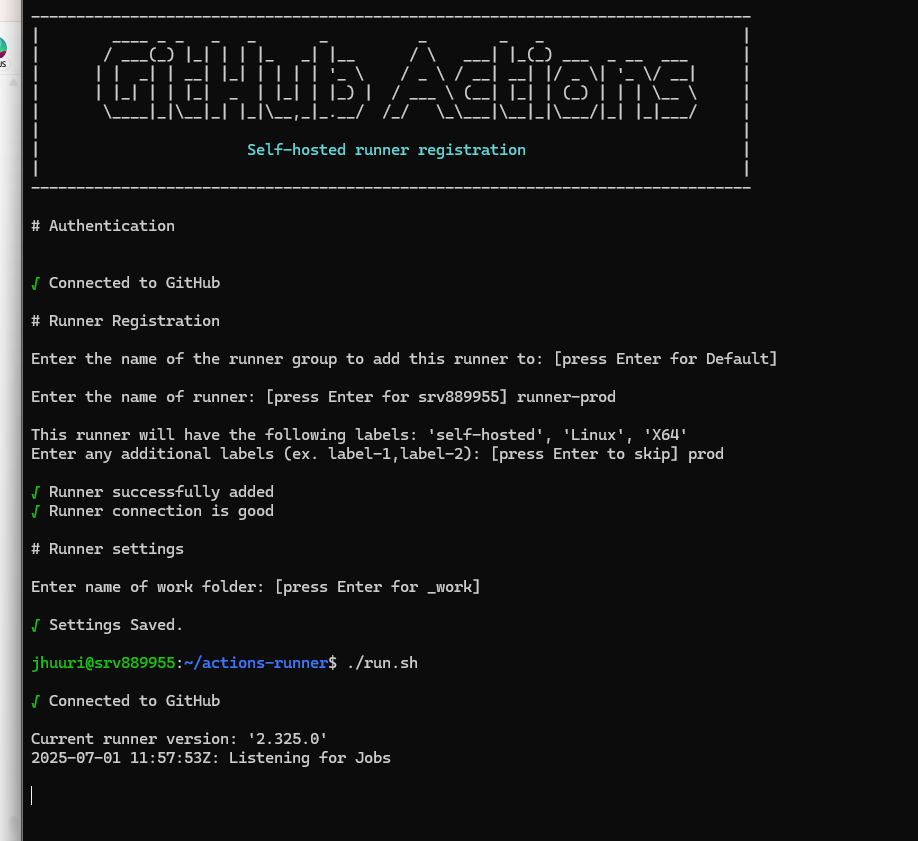 us
GitHub Actions
Self-hosted runner registration
# Authentication
√ Connected to GitHub
# Runner Registration
Enter the name of the runner group to add this runner to: [press Enter for Default]
Enter the name of runner: [press Enter for srv889955] runner-prod
This runner will have the following labels: 'self-hosted', 'Linux', 'X64'
Enter any additional labels (ex. label-1,label-2): [press Enter to skip] prod
√ Runner successfully added
√ Runner connection is good
# Runner settings
Enter name of work folder: [press Enter for _work]
√ Settings Saved.
jhuuri@srv889955:~/actions-runner$ ./run.sh
√ Connected to GitHub
Current runner version: '2.325.0'
2025-07-01 11:57:53Z: Listening for Jobs